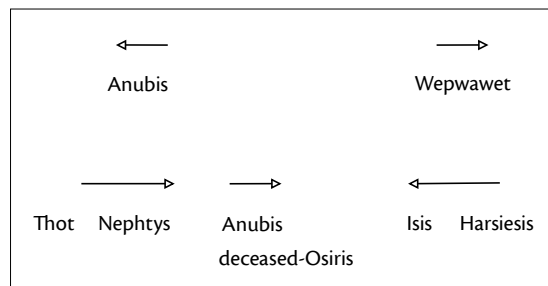 Anubis Wepwawet
Thot Nephtys Anubis Isis Harsiesis
deceased-Osiris